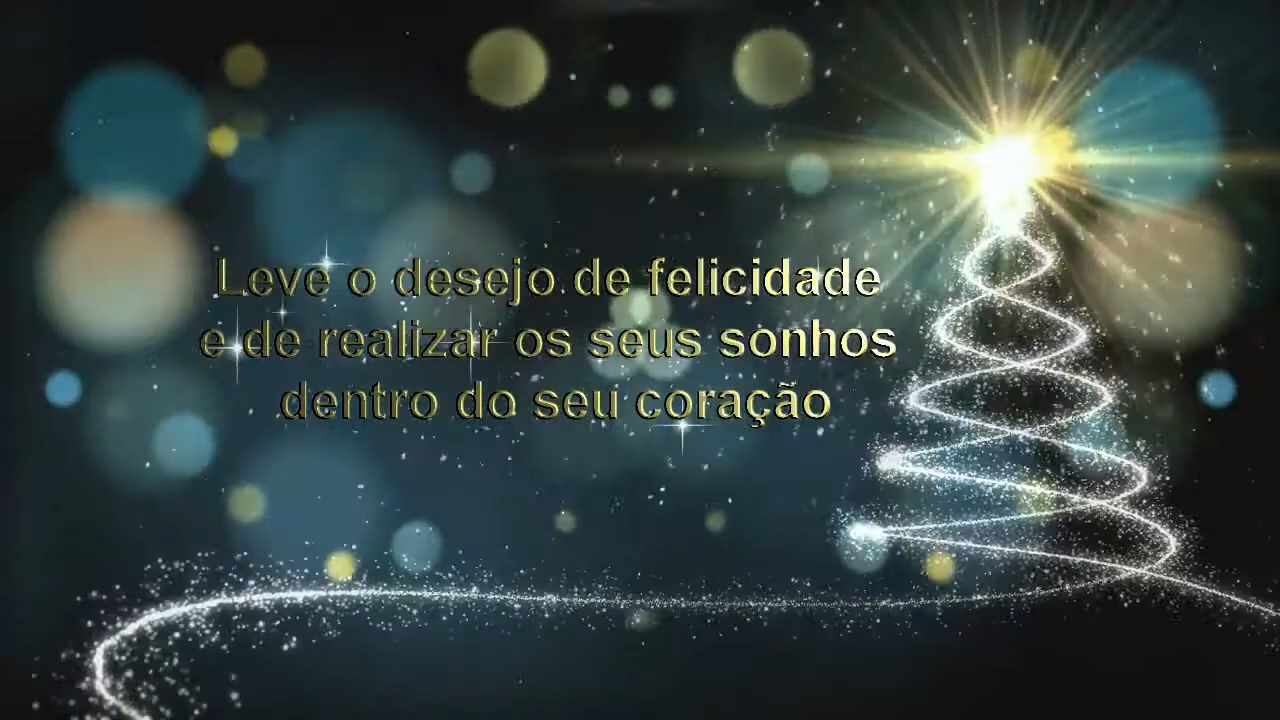 Leve o desejo de felicidade
e de realizar os seus sonhos
dentro do seu coração